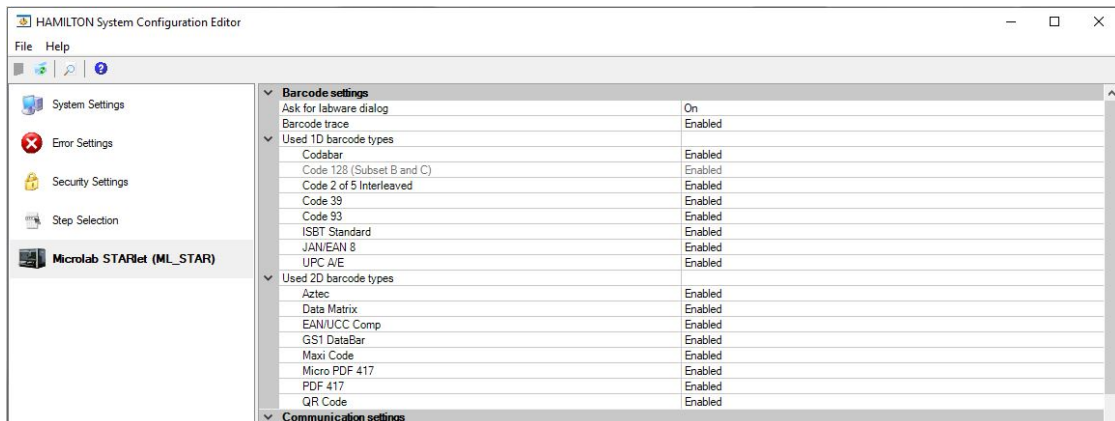 HAMILTON System Configuration Editor
File Help
System Settings
Error Settings
Security Settings
Step Selection
Microlab STARlet (ML_STAR)
Barcode settings
Ask for labware dialog On
Barcode trace Enabled
Used 1D barcode types
Codabar Enabled
Code 128 (Subset B and C) Enabled
Code 2 of 5 Interleaved Enabled
Code 39 Enabled
Code 93 Enabled
ISBT Standard Enabled
JAN/EAN 8 Enabled
UPC A/E Enabled
Used 2D barcode types
Aztec Enabled
Data Matrix Enabled
EAN/UCC Comp Enabled
GS1 DataBar Enabled
Maxi Code Enabled
Micro PDF 417 Enabled
PDF 417 Enabled
QR Code Enabled
Communication settings